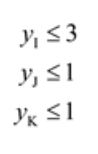 y_I ≤ 3
y_J ≤ 1
y_K ≤ 1